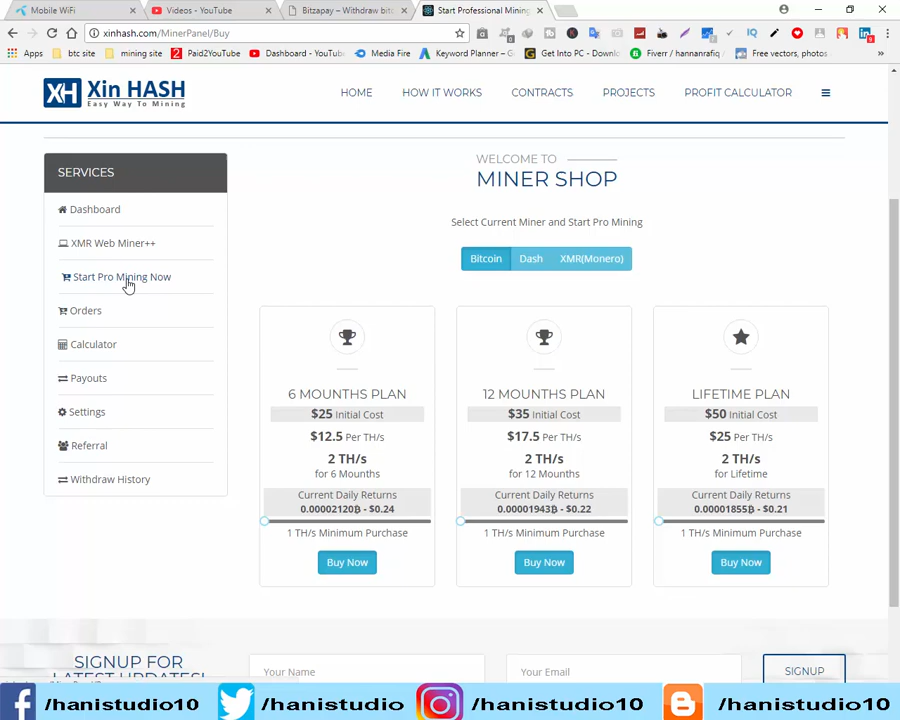 Mobile WiFi
Videos - YouTube
Bitzapay – Withdraw bitc
Start Professional Mining
xinhash.com/MinerPanel/Buy
Apps
btc site
mining site
Paid2YouTube
Dashboard - YouTub
Media Fire
Keyword Planner – G
Get Into PC - Downlo
Fiverr / hannanrafiq /
Free vectors, photos
XH Xin HASH
Easy Way To Mining
HOME
HOW IT WORKS
CONTRACTS
PROJECTS
PROFIT CALCULATOR
SERVICES
Dashboard
XMR Web Miner++
Start Pro Mining Now
Orders
Calculator
Payouts
Settings
Referral
Withdraw History
WELCOME TO
MINER SHOP
Select Current Miner and Start Pro Mining
Bitcoin
Dash
XMR(Monero)
6 MOUNTHS PLAN
$25 Initial Cost
$12.5 Per TH/s
2 TH/s
for 6 Mounths
Current Daily Returns
0.00002120₿ - $0.24
1 TH/s Minimum Purchase
Buy Now
12 MOUNTHS PLAN
$35 Initial Cost
$17.5 Per TH/s
2 TH/s
for 12 Mounths
Current Daily Returns
0.00001943₿ - $0.22
1 TH/s Minimum Purchase
Buy Now
LIFETIME PLAN
$50 Initial Cost
$25 Per TH/s
2 TH/s
for Lifetime
Current Daily Returns
0.00001855₿ - $0.21
1 TH/s Minimum Purchase
Buy Now
SIGNUP FOR
LATEST UPDATES!
Your Name
Your Email
SIGNUP
/hanistudio10
/hanistudio
/hanistudio10
/hanistudio10